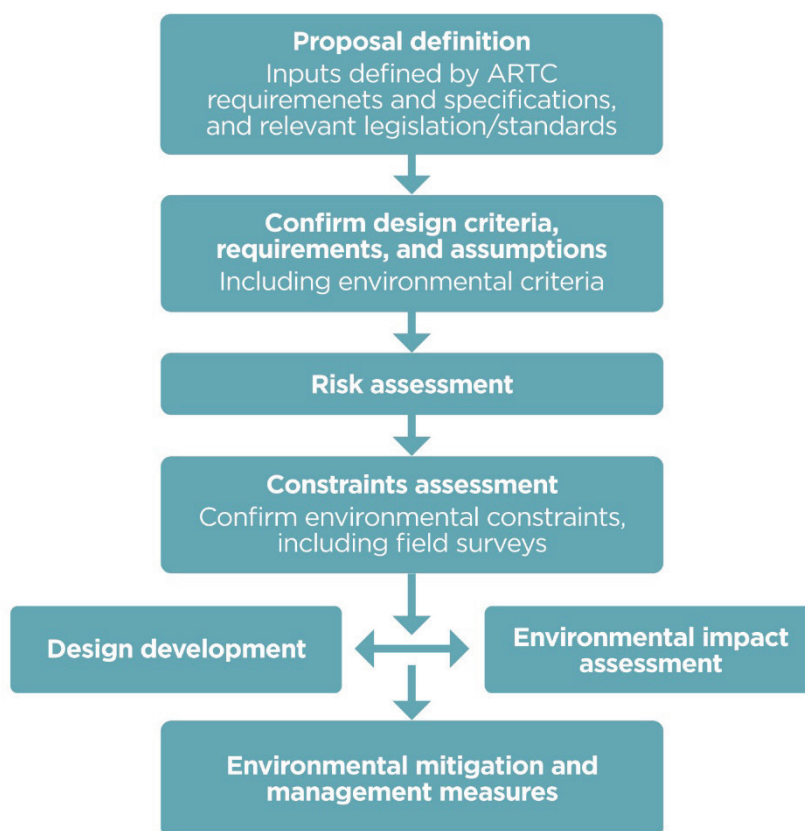 Proposal definition
Inputs defined by ARTC
requiremenets and specifications,
and relevant legislation/standards
Confirm design criteria,
requirements, and assumptions
Including environmental criteria
Risk assessment
Constraints assessment
Confirm environmental constraints,
including field surveys
Design development
Environmental impact
assessment
Environmental mitigation and
management measures